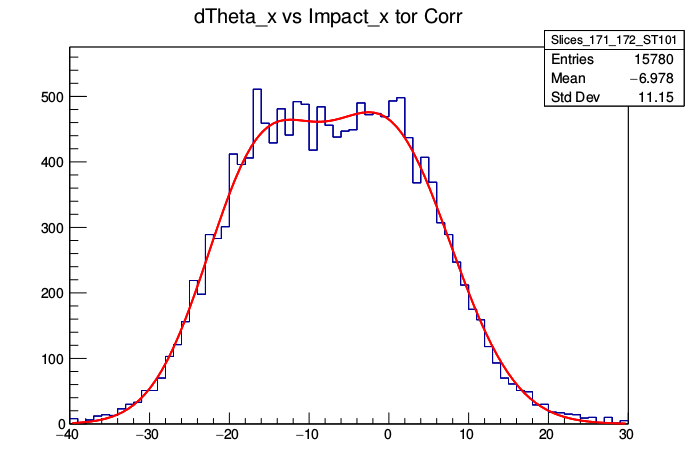 dTheta_x vs Impact_x tor Corr
Slices_171_172_ST101
Entries 15780
Mean −6.978
Std Dev 11.15
500
400
300
200
100
0
−40 −30 −20 −10 0 10 20 30